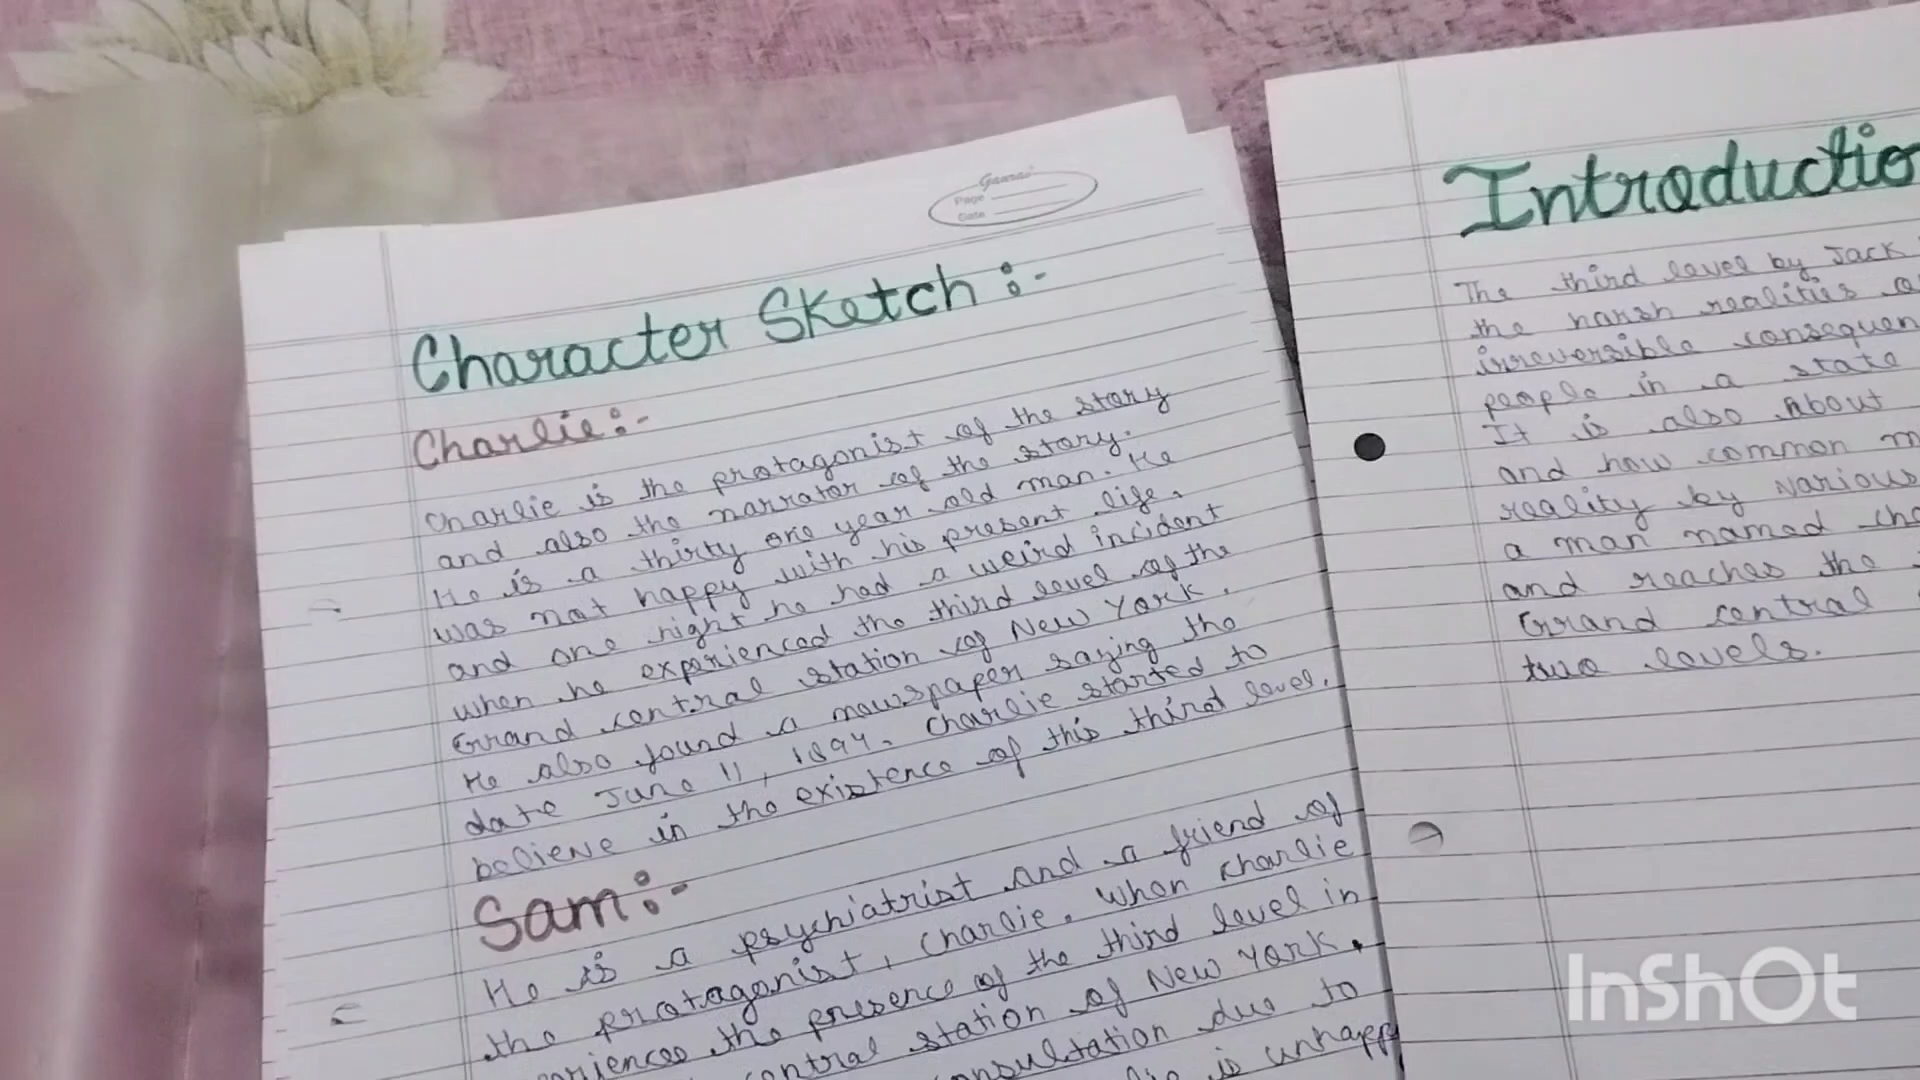 Gaurav
Page
Date
Character Sketch :-
Charlie:-
Charlie is the protagonist of the story
and also the narrator of the story.
He is a thirty one year old man. He
was not happy with his present life.
and one night he had a weird incident
when he experienced the third level of the
Grand central station of New York.
He also found a newspaper saying the
date June 11, 1894. Charlie started to
believe in the existence of this third level.
Sam:-
He is a psychiatrist and a friend of
the protagonist, Charlie. When Charlie
the presence of the third level in
station of New York.
due to
is unhappy
Introductio
The third level by Jack
the harsh realities
irreversible consequen
people in a state
It is also About
and how common m
reality by various
a man named cha
and reaches the
Grand central
two levels.
InShOt